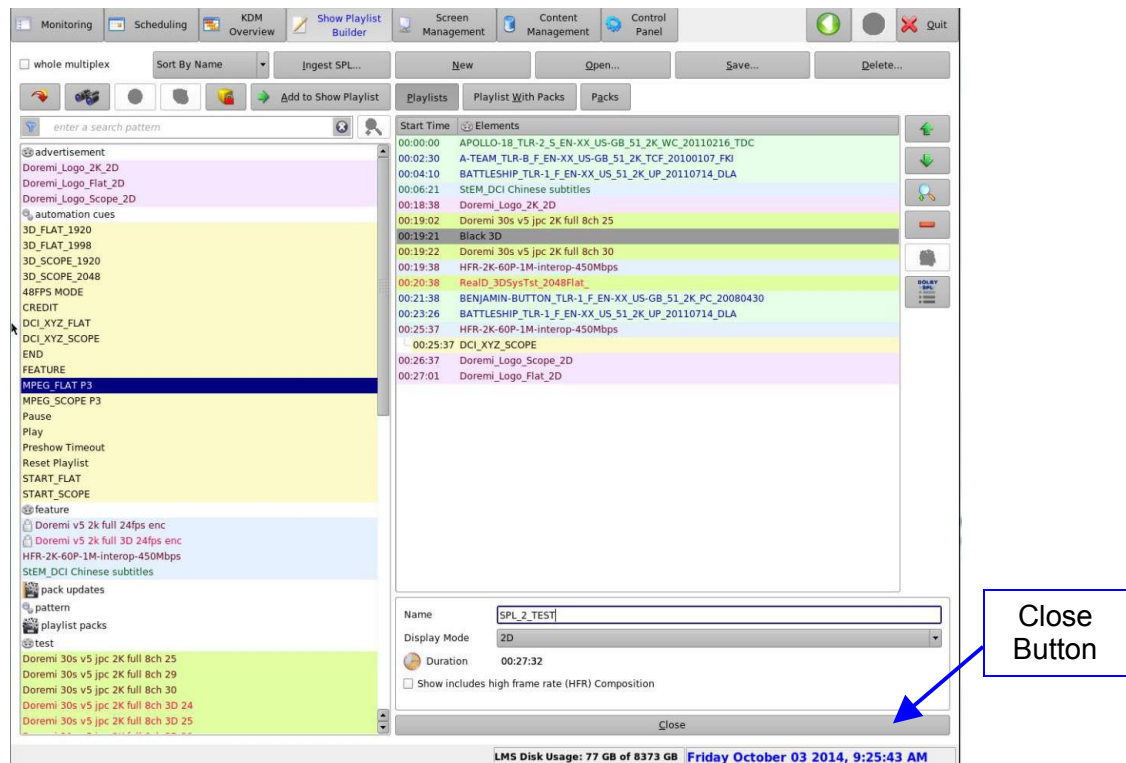 Monitoring
Scheduling
KDM Overview
Show Playlist Builder
Screen Management
Content Management
Control Panel
Quit
whole multiplex
Sort By Name
Ingest SPL...
New
Open...
Save...
Delete...
Add to Show Playlist
Playlists
Playlist With Packs
Packs
enter a search pattern
advertisement
Doremi_Logo_2K_2D
Doremi_Logo_Flat_2D
Doremi_Logo_Scope_2D
automation cues
3D_FLAT_1920
3D_FLAT_1998
3D_SCOPE_1920
3D_SCOPE_2048
48FPS MODE
CREDIT
DCI_XYZ_FLAT
DCI_XYZ_SCOPE
END
FEATURE
MPEG_FLAT P3
MPEG_SCOPE P3
Pause
Play
Preshow Timeout
Reset Playlist
START_FLAT
START_SCOPE
feature
Doremi v5 2k full 24fps enc
Doremi v5 2k full 3D 24fps enc
HFR-2K-60P-1M-interop-450Mbps
StEM_DCI Chinese subtitles
pack updates
pattern
playlist packs
test
Doremi 30s v5 jpc 2K full 8ch 25
Doremi 30s v5 jpc 2K full 8ch 29
Doremi 30s v5 jpc 2K full 8ch 30
Doremi 30s v5 jpc 2K full 8ch 3D 24
Doremi 30s v5 jpc 2K full 8ch 3D 25
Start Time Elements
00:00:00 APOLLO-18_TLR-2_S_EN-XX_US-GB_51_2K_WC_20110216_TDC
00:02:30 A-TEAM_TLR-B_F_EN-XX_US-GB_51_2K_TCF_20100107_FKI
00:04:10 BATTLESHIP_TLR-1_F_EN-XX_US_51_2K_UP_20110714_DLA
00:06:21 StEM_DCI Chinese subtitles
00:18:38 Doremi_Logo_2K_2D
00:19:02 Doremi 30s v5 jpc 2K full 8ch 25
00:19:21 Black 3D
00:19:22 Doremi 30s v5 jpc 2K full 8ch 30
00:19:38 HFR-2K-60P-1M-interop-450Mbps
00:20:38 RealD_3DSysTst_2048Flat_
00:21:38 BENJAMIN-BUTTON_TLR-1_F_EN-XX_US-GB_51_2K_PC_20080430
00:23:26 BATTLESHIP_TLR-1_F_EN-XX_US_51_2K_UP_20110714_DLA
00:25:37 HFR-2K-60P-1M-interop-450Mbps
00:25:37 DCI_XYZ_SCOPE
00:26:37 Doremi_Logo_Scope_2D
00:27:01 Doremi_Logo_Flat_2D
DOLBY
SPL
Name SPL_2_TEST
Display Mode 2D
Duration 00:27:32
Show includes high frame rate (HFR) Composition
Close
Close
Button
LMS Disk Usage: 77 GB of 8373 GB
Friday October 03 2014, 9:25:43 AM